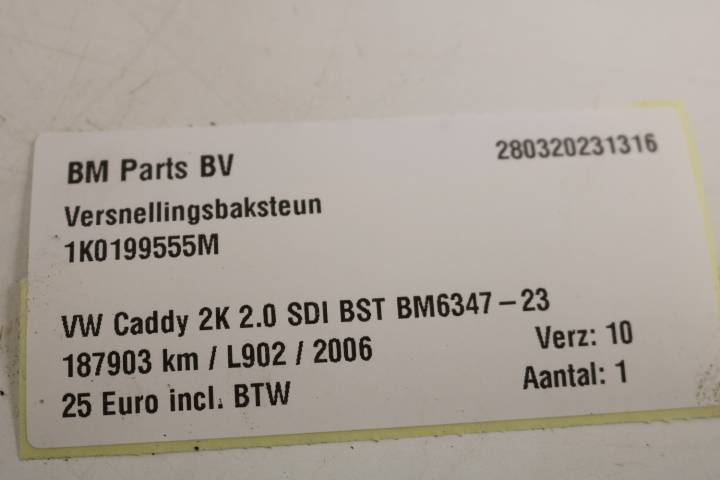 BM Parts BV
280320231316
Versnellingsbaksteun
1K0199555M
VW Caddy 2K 2.0 SDI BST BM6347-23
187903 km / L902 / 2006
Verz: 10
25 Euro incl. BTW
Aantal: 1